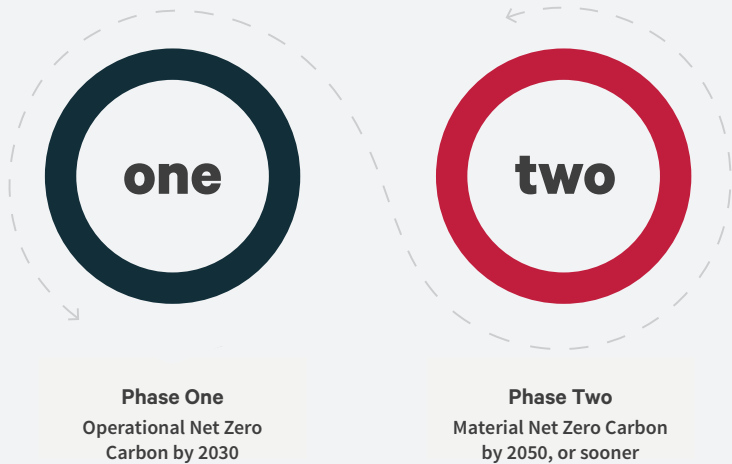 one
two
Phase One
Operational Net Zero
Carbon by 2030
Phase Two
Material Net Zero Carbon
by 2050, or sooner